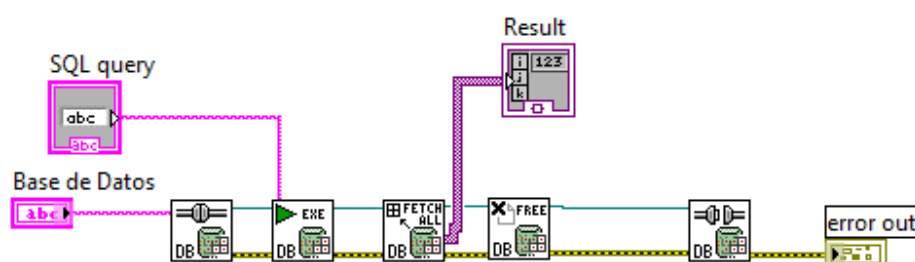 Result
i 123
j
k
SQL query
abc
abc
Base de Datos
abc
EXE
FETCH
ALL
FREE
error out
DB DB DB DB DB